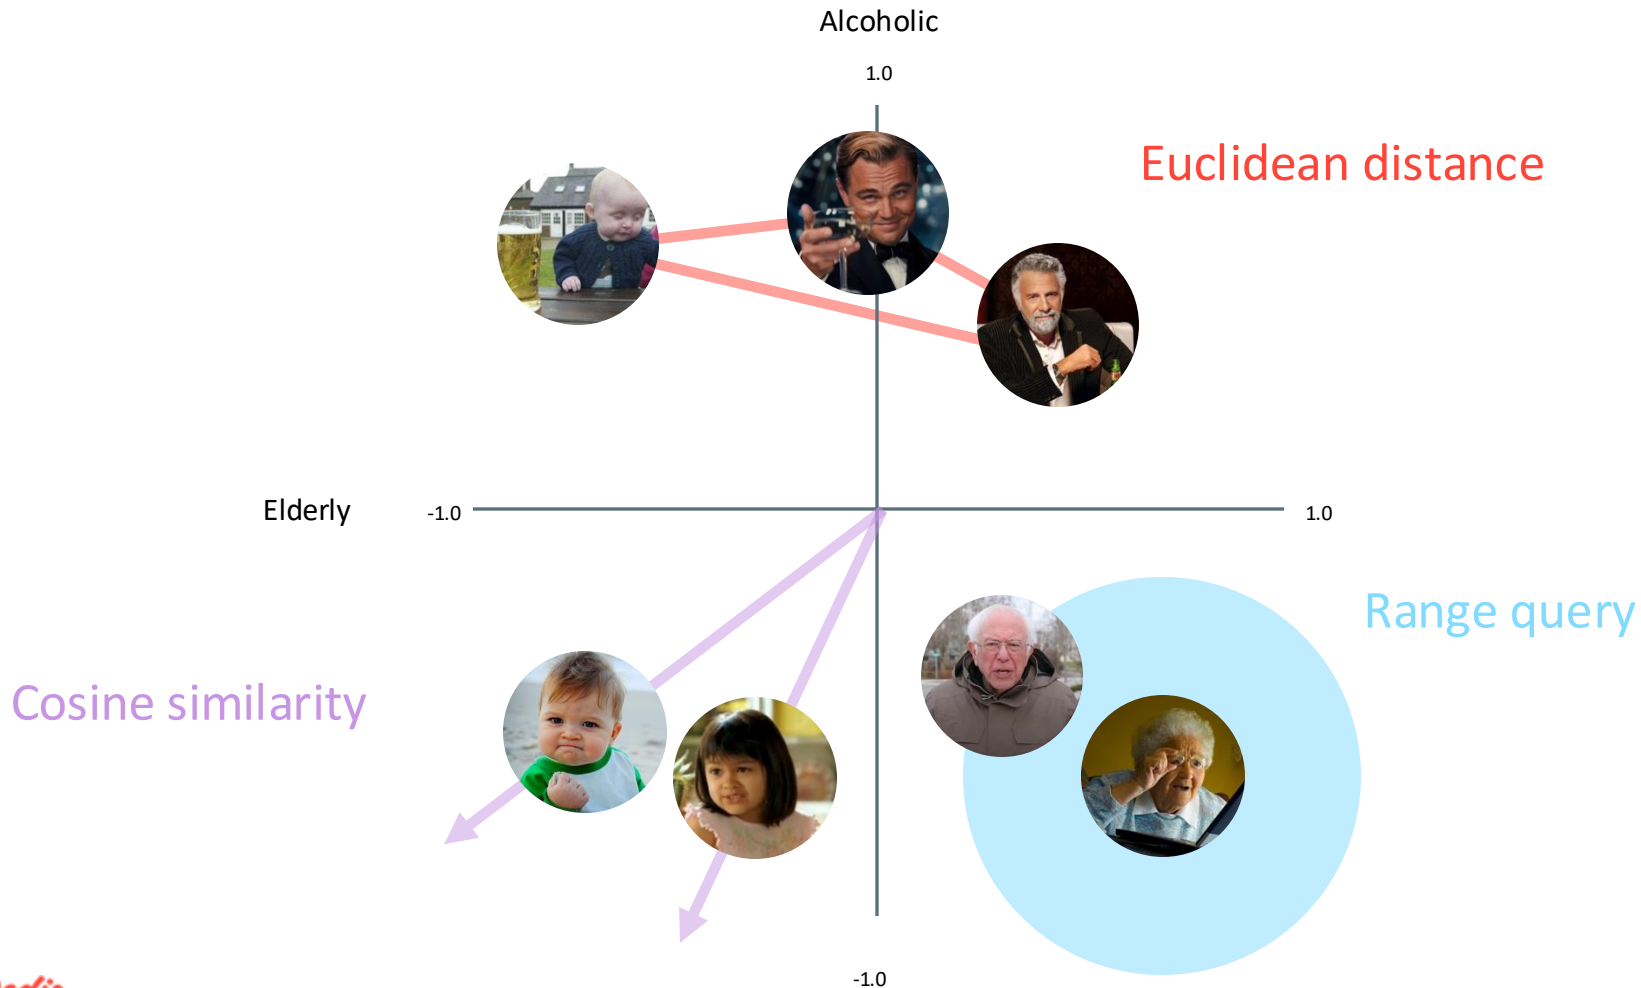 Alcoholic
1.0
Euclidean distance
Elderly
-1.0
1.0
Range query
Cosine similarity
-1.0